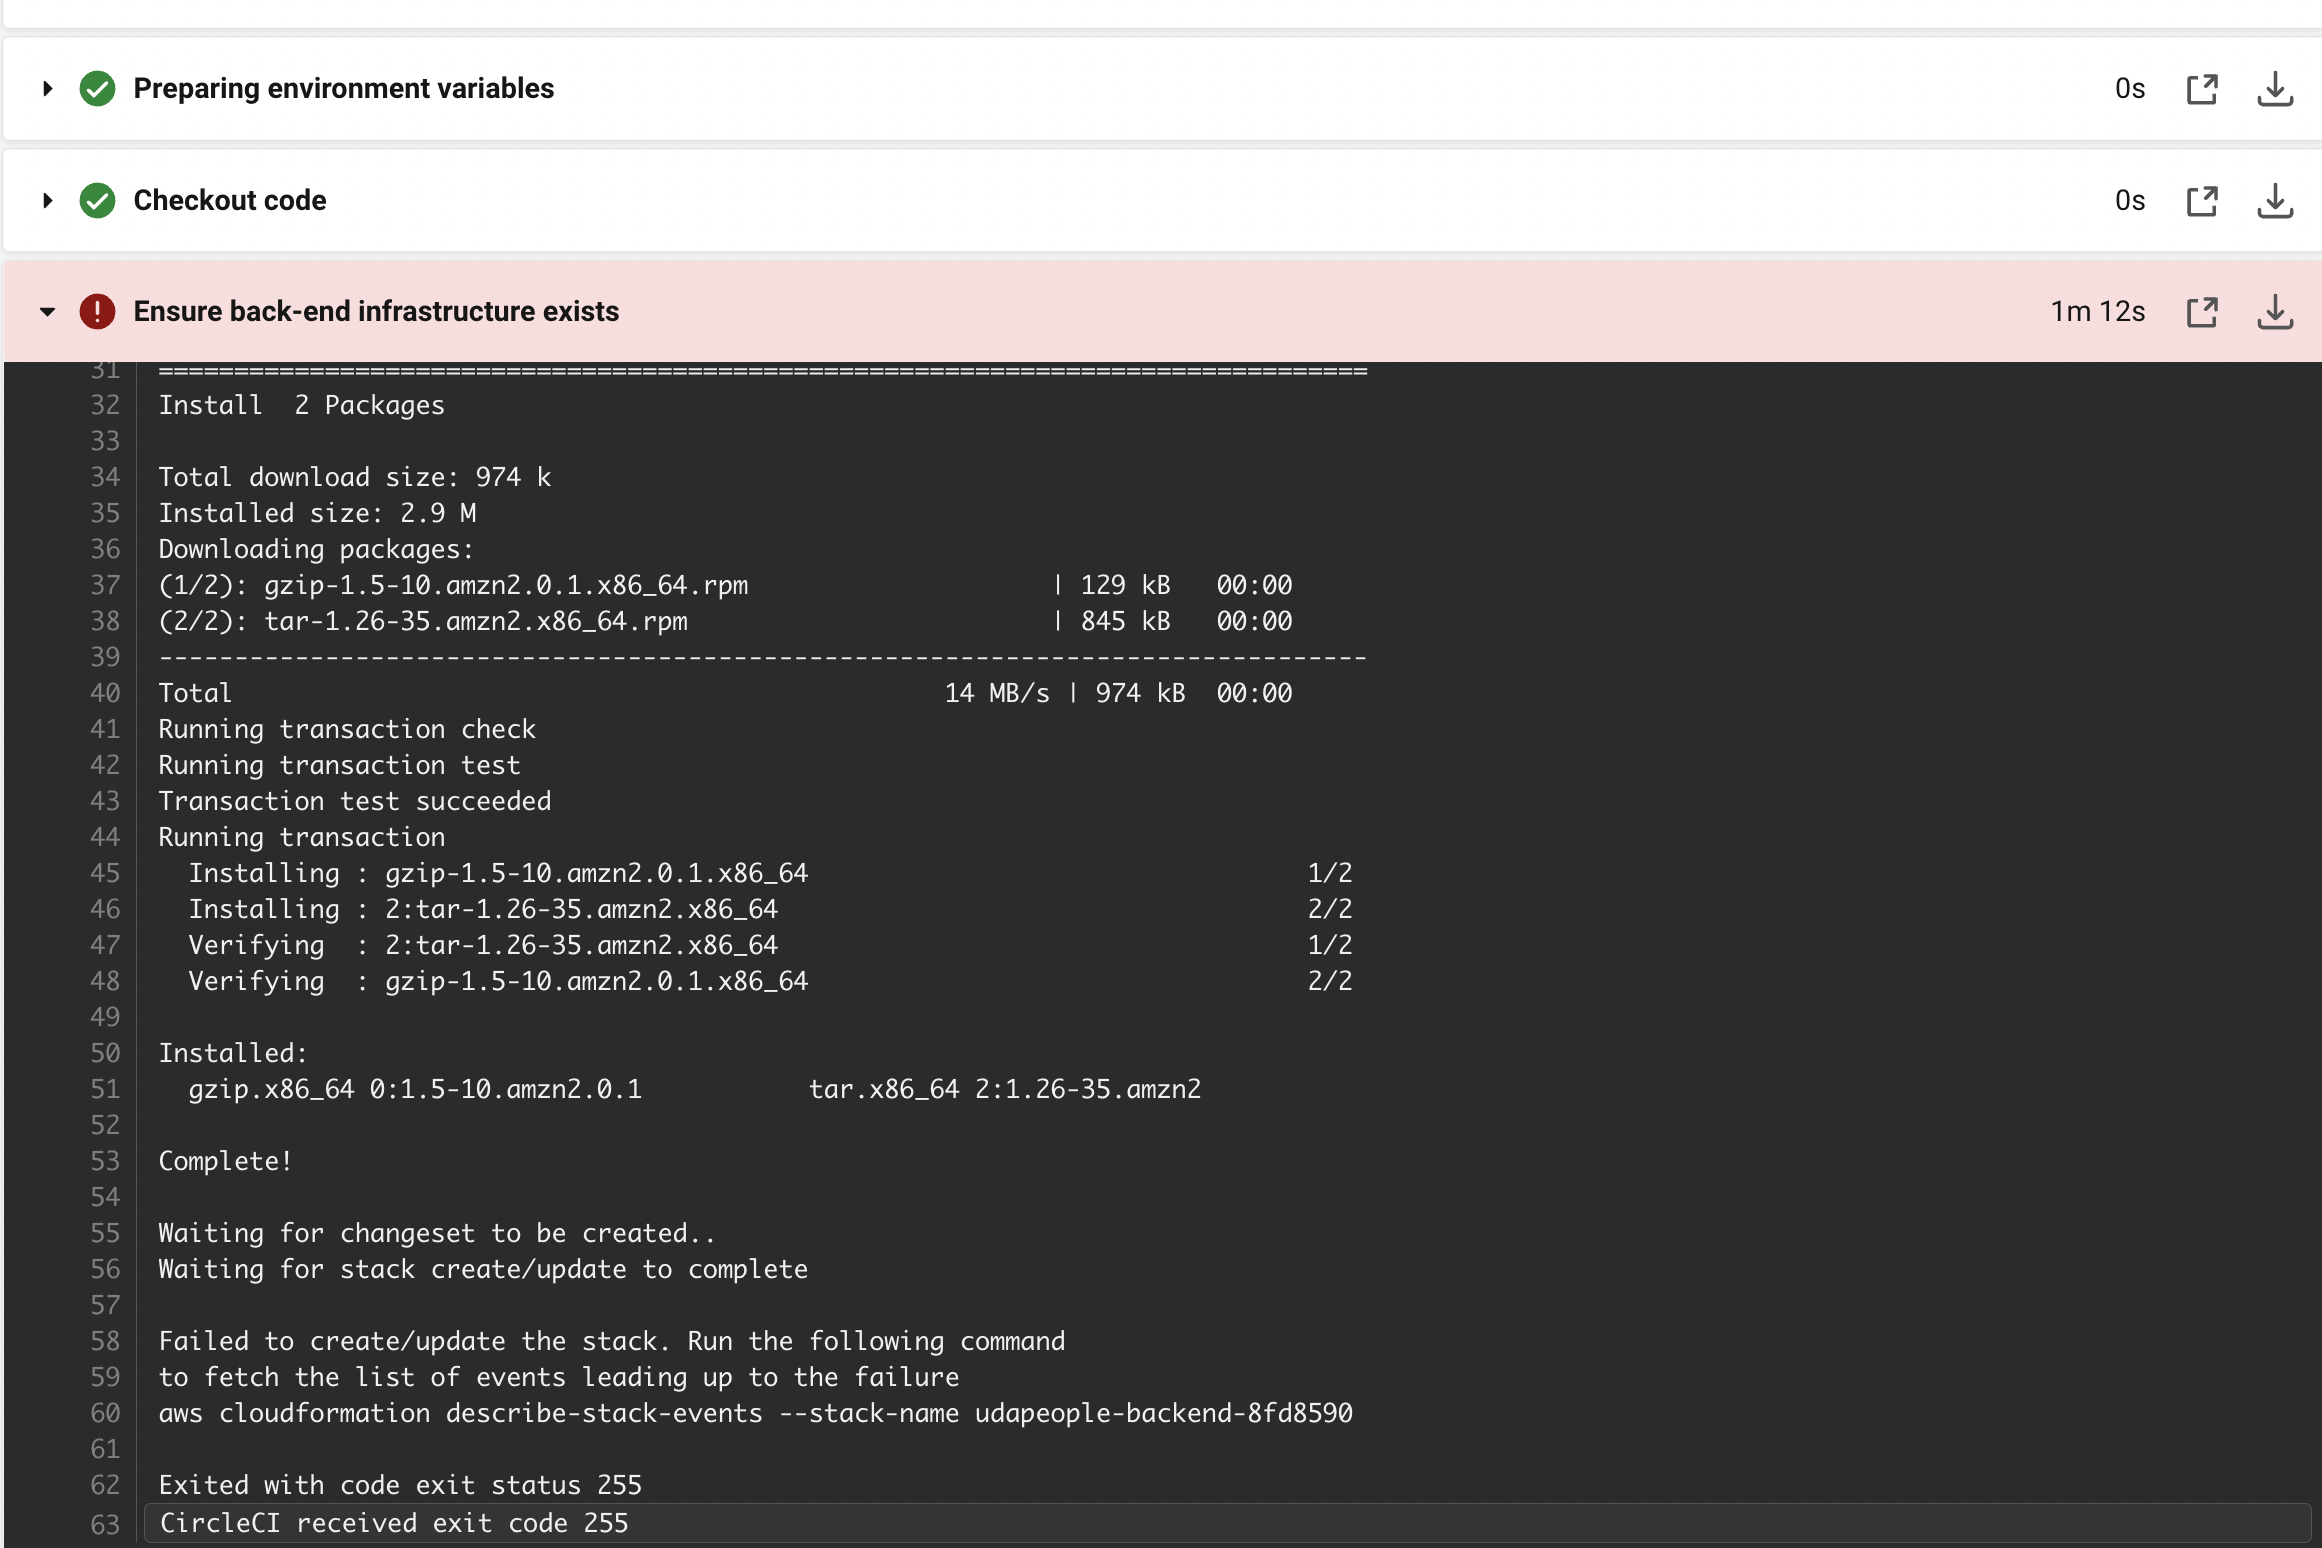 Preparing environment variables 0s
Checkout code 0s
Ensure back-end infrastructure exists 1m 12s
31 ================================================================================
32 Install  2 Packages
33
34 Total download size: 974 k
35 Installed size: 2.9 M
36 Downloading packages:
37 (1/2): gzip-1.5-10.amzn2.0.1.x86_64.rpm                    | 129 kB   00:00
38 (2/2): tar-1.26-35.amzn2.x86_64.rpm                        | 845 kB   00:00
39 --------------------------------------------------------------------------------
40 Total                                               14 MB/s | 974 kB  00:00
41 Running transaction check
42 Running transaction test
43 Transaction test succeeded
44 Running transaction
45   Installing : gzip-1.5-10.amzn2.0.1.x86_64                                 1/2
46   Installing : 2:tar-1.26-35.amzn2.x86_64                                   2/2
47   Verifying  : 2:tar-1.26-35.amzn2.x86_64                                   1/2
48   Verifying  : gzip-1.5-10.amzn2.0.1.x86_64                                 2/2
49
50 Installed:
51   gzip.x86_64 0:1.5-10.amzn2.0.1           tar.x86_64 2:1.26-35.amzn2
52
53 Complete!
54
55 Waiting for changeset to be created..
56 Waiting for stack create/update to complete
57
58 Failed to create/update the stack. Run the following command
59 to fetch the list of events leading up to the failure
60 aws cloudformation describe-stack-events --stack-name udapeople-backend-8fd8590
61
62 Exited with code exit status 255
63 CircleCI received exit code 255